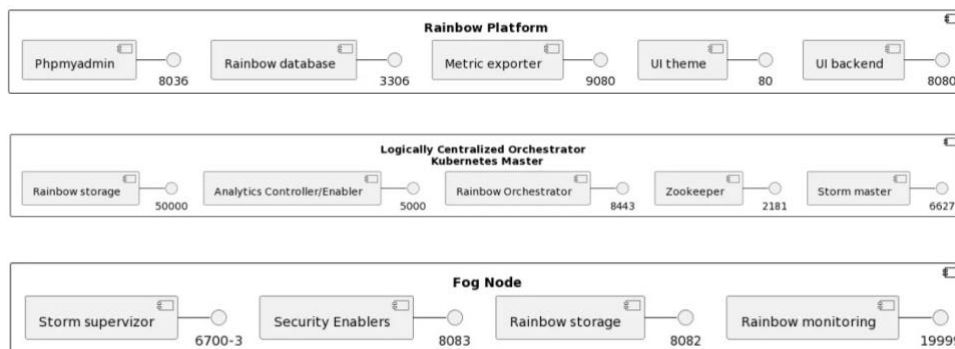 Rainbow Platform
Phpmyadmin
8036
Rainbow database
3306
Metric exporter
9080
UI theme
80
UI backend
8080
Logically Centralized Orchestrator
Kubernetes Master
Rainbow storage
50000
Analytics Controller/Enabler
5000
Rainbow Orchestrator
8443
Zookeeper
2181
Storm master
6627
Fog Node
Storm supervizor
6700-3
Security Enablers
8083
Rainbow storage
8082
Rainbow monitoring
19999